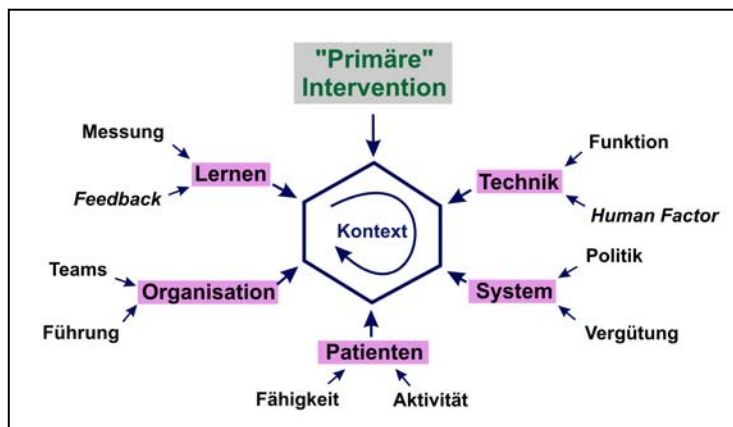 "Primäre"
Intervention
Messung
Lernen
Feedback
Funktion
Technik
Human Factor
Kontext
Teams
Organisation
Führung
Politik
System
Vergütung
Patienten
Fähigkeit
Aktivität